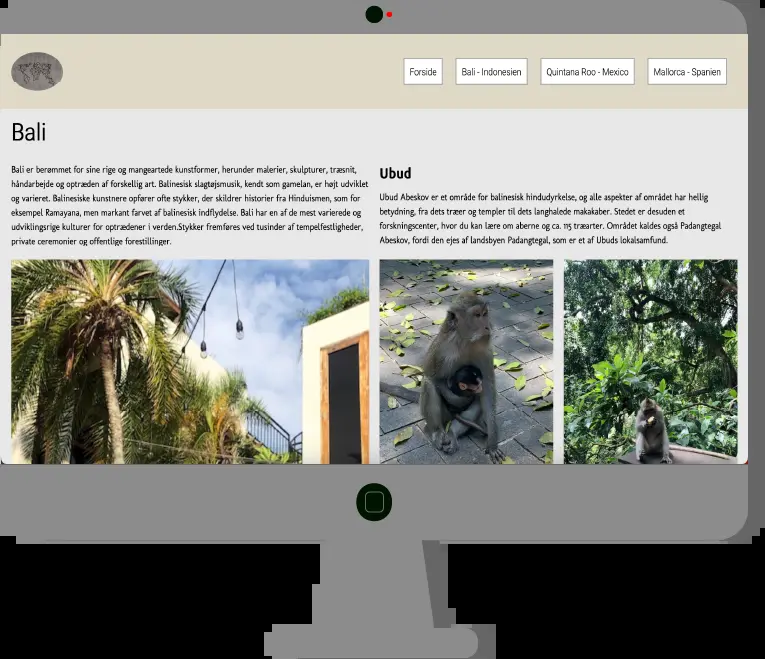 Forside
Bali - Indonesien
Quintana Roo - Mexico
Mallorca - Spanien
Bali
Bali er berømmet for sine rige og mangeartede kunstformer, herunder malerier, skulpturer, træsnit,
håndarbejde og optræden af forskellig art. Balinesisk slagtøjsmusik, kendt som gamelan, er højt udviklet
og varieret. Balinesiske kunstnere opfører ofte stykker, der skildrer historier fra Hinduismen, som for
eksempel Ramayana, men markant farvet af balinesisk indflydelse. Bali har en af de mest varierede og
udviklingsrige kulturer for optrædener i verden.Stykker fremføres ved tusinder af tempelfestligheder,
private ceremonier og offentlige forestillinger.
Ubud
Ubud Abeskov er et område for balinesisk hindudyrkelse, og alle aspekter af området har hellig
betydning, fra dets træer og templer til dets langhalede makakaber. Stedet er desuden et
forskningscenter, hvor du kan lære om aberne og ca. 115 træarter. Området kaldes også Padangtegal
Abeskov, fordi den ejes af landsbyen Padangtegal, som er et af Ubuds lokalsamfund.